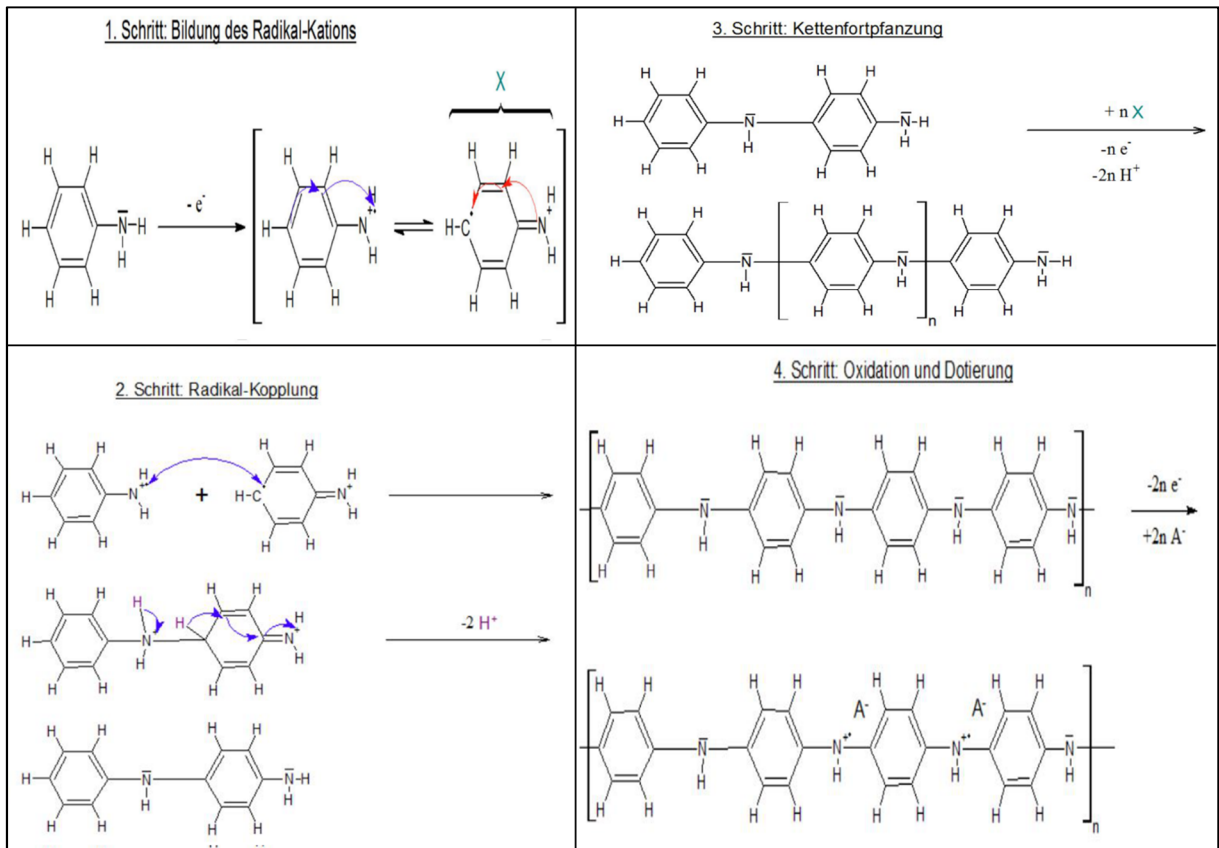 1. Schritt: Bildung des Radikal-Kations
X
- e⁻
3. Schritt: Kettenfortpfanzung
+ n X
-n e⁻
-2n H⁺
n
2. Schritt: Radikal-Kopplung
+
-2 H⁺
4. Schritt: Oxidation und Dotierung
-2n e⁻
+2n A⁻
n
A⁻ A⁻
n